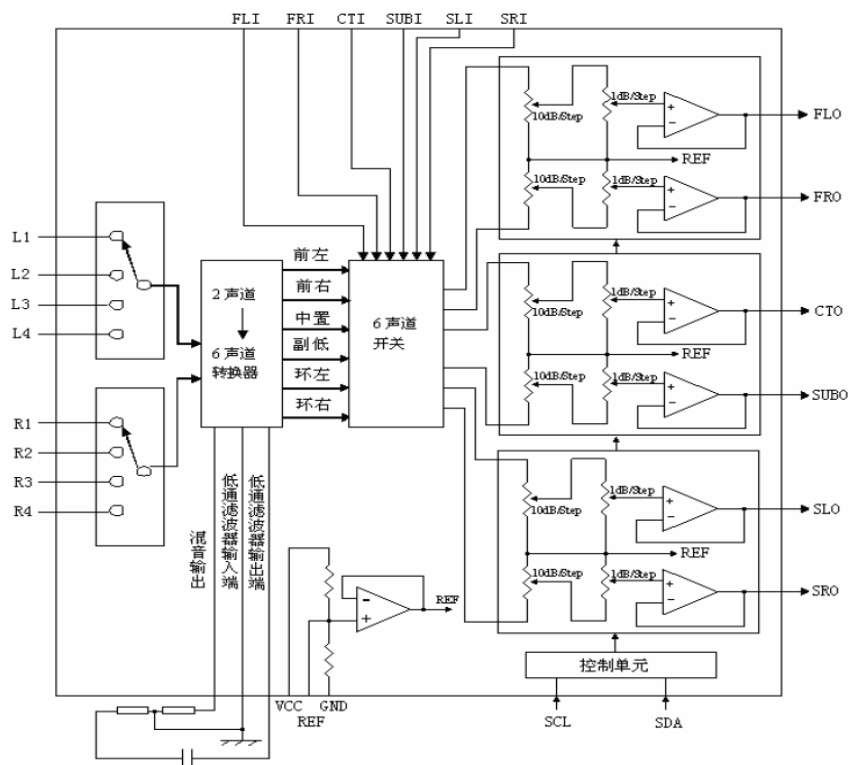 FLI FRI CTI SUBI SLI SRI
1dB/Step
10dB/Step
FLO
REF
10dB/Step
1dB/Step
FRO
L1
L2
L3
L4
2 声道
6 声道
转换器
前左
前右
中置
副低
环左
环右
6 声道
开关
1dB/Step
10dB/Step
CTO
REF
10dB/Step
1dB/Step
SUBO
R1
R2
R3
R4
混音输出
低通滤波器输入端
低通滤波器输出端
1dB/Step
10dB/Step
SLO
REF
10dB/Step
1dB/Step
SRO
REF
控制单元
VCC GND
REF
SCL SDA